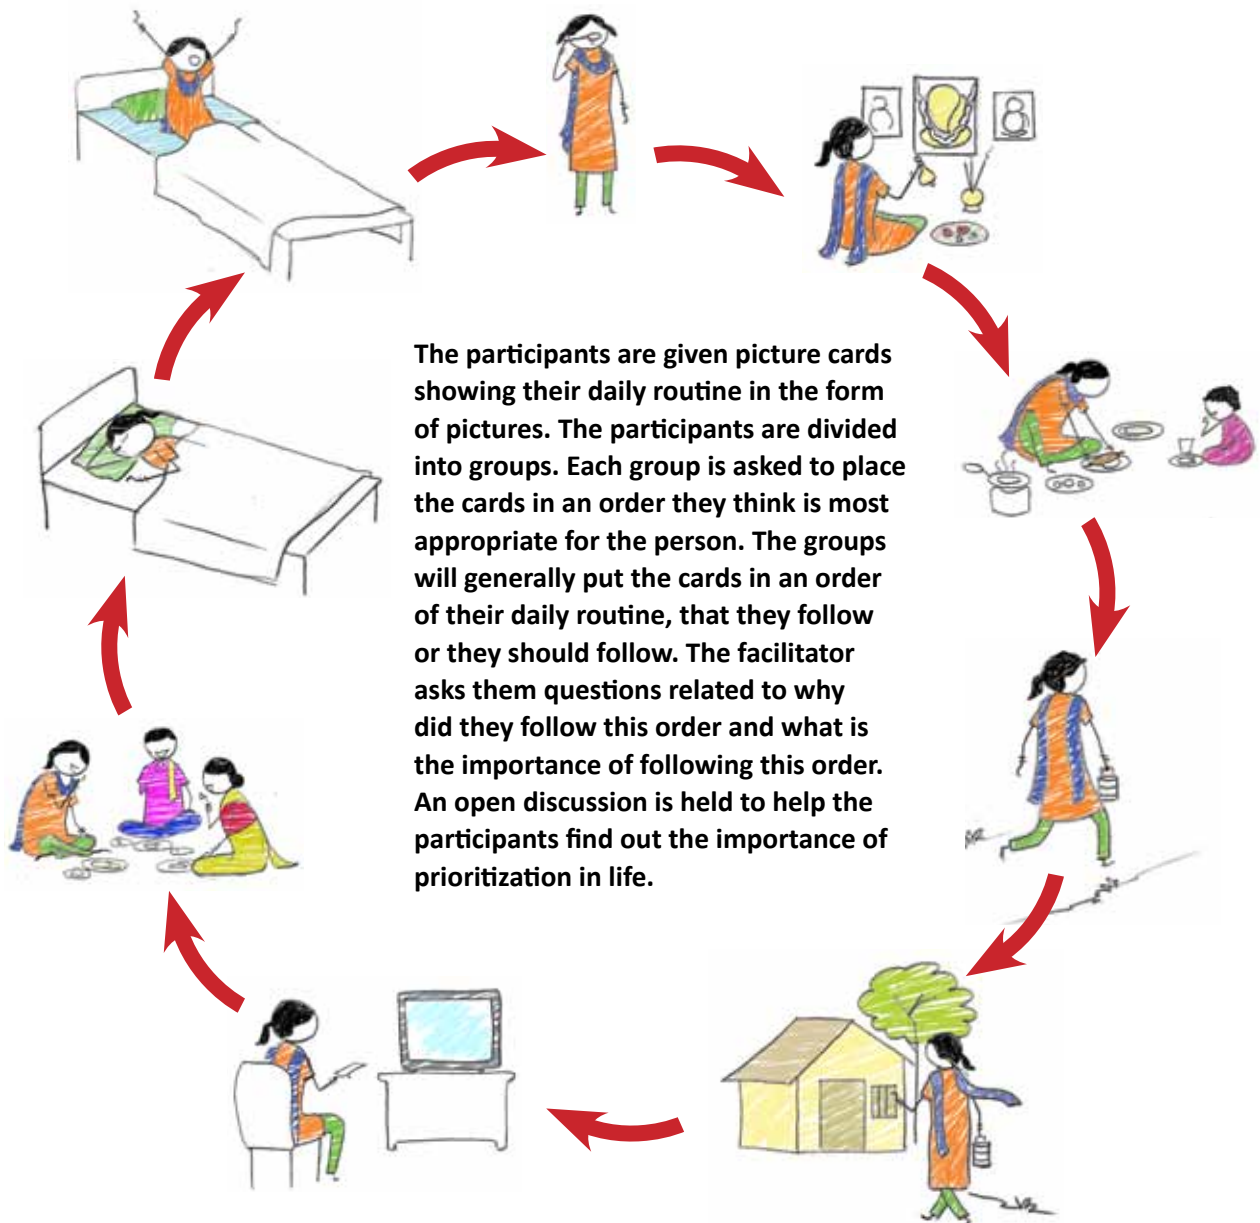 The participants are given picture cards
showing their daily routine in the form
of pictures. The participants are divided
into groups. Each group is asked to place
the cards in an order they think is most
appropriate for the person. The groups
will generally put the cards in an order
of their daily routine, that they follow
or they should follow. The facilitator
asks them questions related to why
did they follow this order and what is
the importance of following this order.
An open discussion is held to help the
participants find out the importance of
prioritization in life.